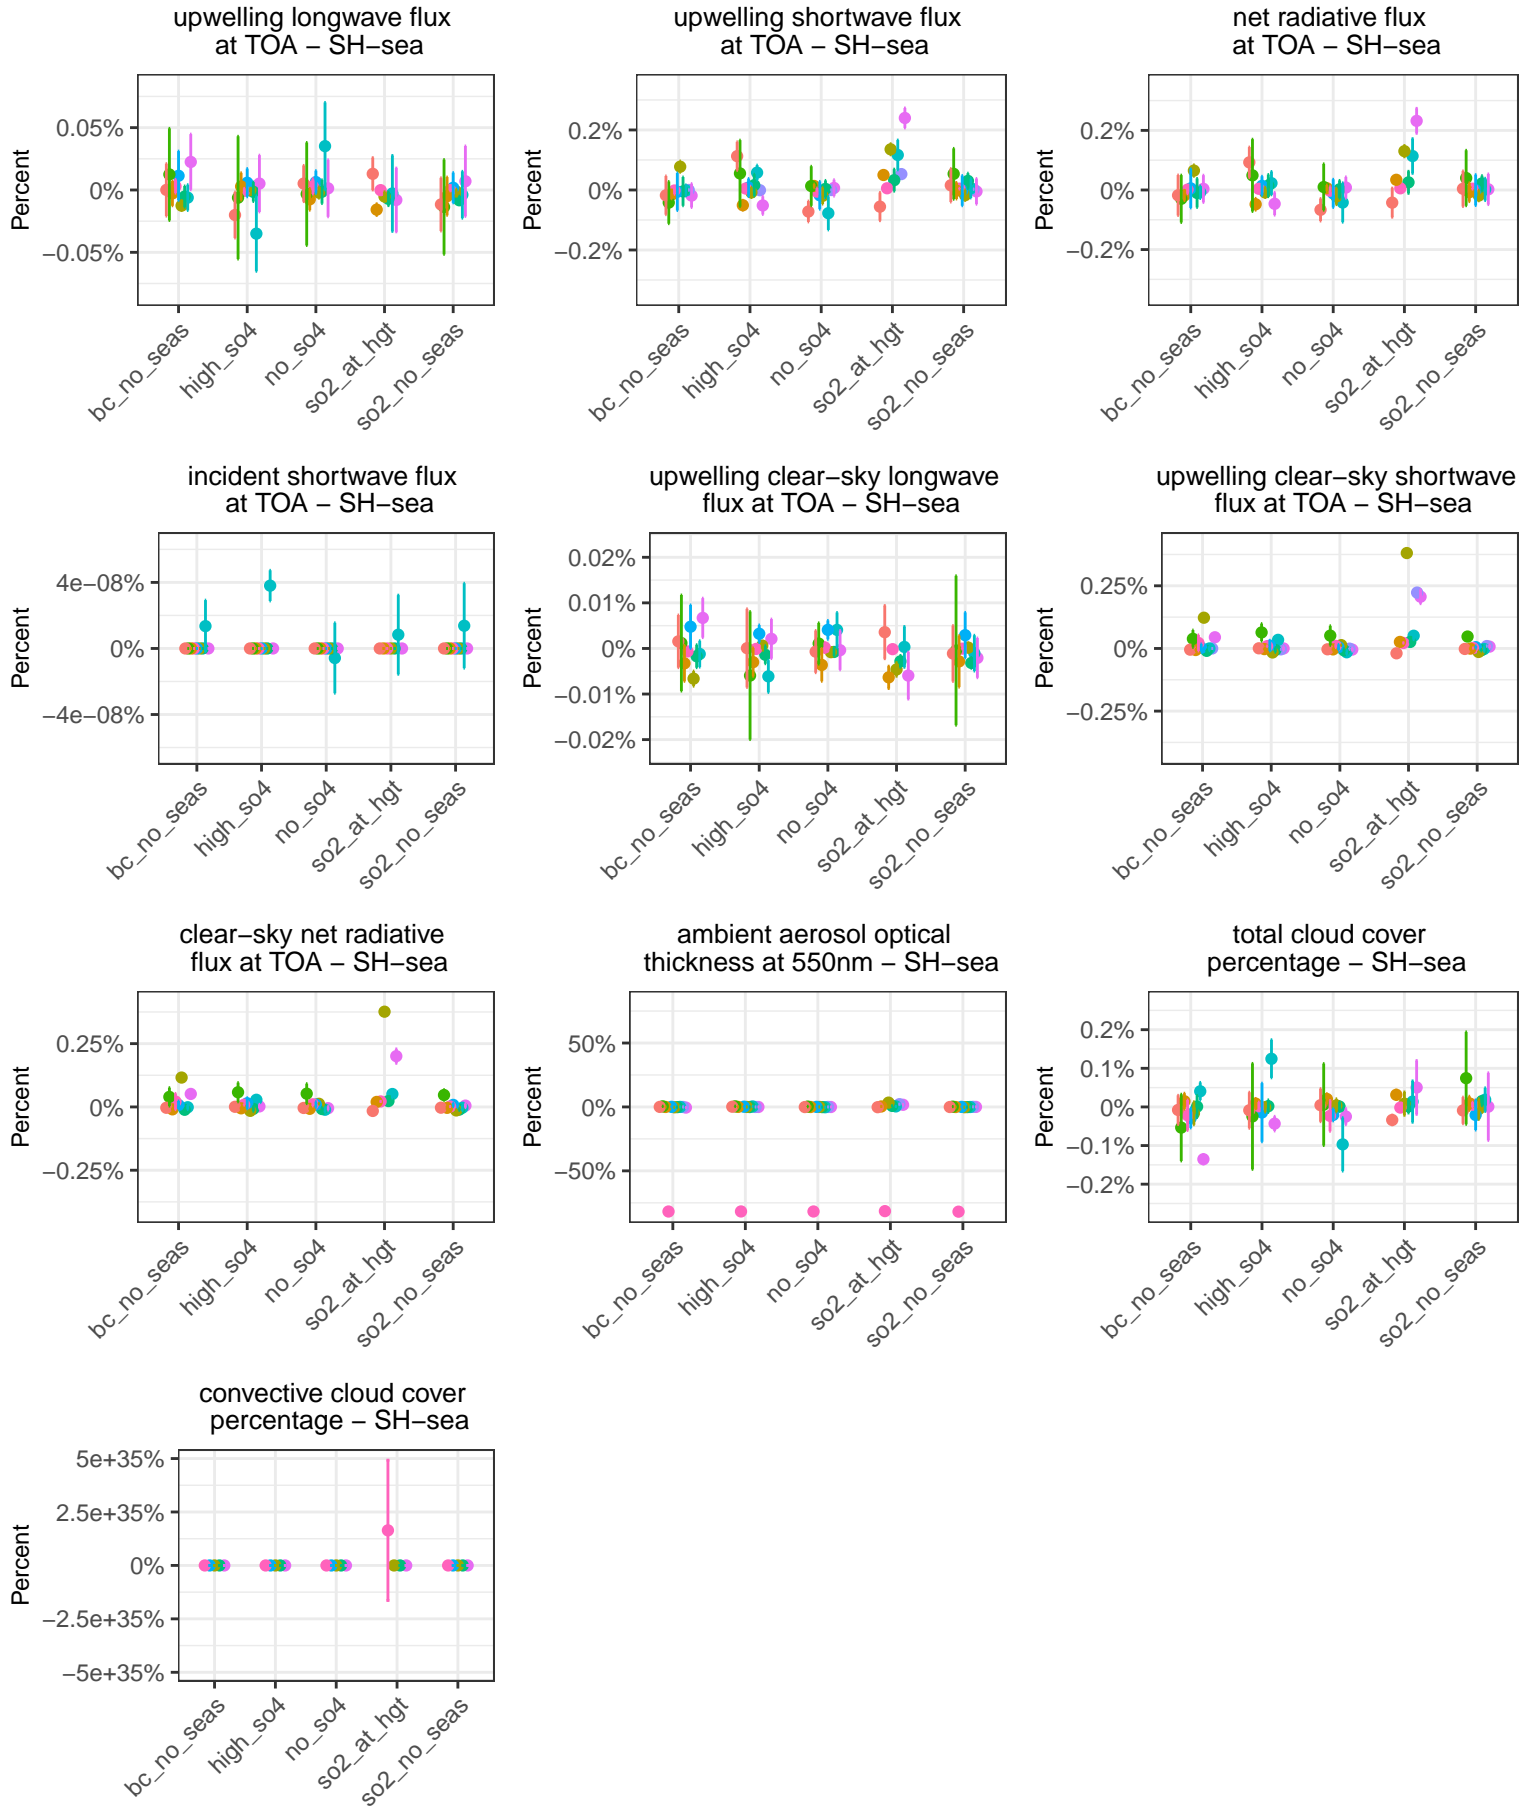 upwelling longwave flux
at TOA − SH−sea
Percent
0.05%
0%
−0.05%
bc_no_seas
high_so4
no_so4
so2_at_hgt
so2_no_seas
upwelling shortwave flux
at TOA − SH−sea
Percent
0.2%
0%
−0.2%
bc_no_seas
high_so4
no_so4
so2_at_hgt
so2_no_seas
net radiative flux
at TOA − SH−sea
Percent
0.2%
0%
−0.2%
bc_no_seas
high_so4
no_so4
so2_at_hgt
so2_no_seas
incident shortwave flux
at TOA − SH−sea
Percent
4e−08%
0%
−4e−08%
bc_no_seas
high_so4
no_so4
so2_at_hgt
so2_no_seas
upwelling clear−sky longwave
flux at TOA − SH−sea
Percent
0.02%
0.01%
0.00%
−0.01%
−0.02%
bc_no_seas
high_so4
no_so4
so2_at_hgt
so2_no_seas
upwelling clear−sky shortwave
flux at TOA − SH−sea
Percent
0.25%
0.00%
−0.25%
bc_no_seas
high_so4
no_so4
so2_at_hgt
so2_no_seas
clear−sky net radiative
flux at TOA − SH−sea
Percent
0.25%
0.00%
−0.25%
bc_no_seas
high_so4
no_so4
so2_at_hgt
so2_no_seas
ambient aerosol optical
thickness at 550nm − SH−sea
Percent
50%
0%
−50%
bc_no_seas
high_so4
no_so4
so2_at_hgt
so2_no_seas
total cloud cover
percentage − SH−sea
Percent
0.2%
0.1%
0.0%
−0.1%
−0.2%
bc_no_seas
high_so4
no_so4
so2_at_hgt
so2_no_seas
convective cloud cover
percentage − SH−sea
Percent
5e+35%
2.5e+35%
0%
−2.5e+35%
−5e+35%
bc_no_seas
high_so4
no_so4
so2_at_hgt
so2_no_seas